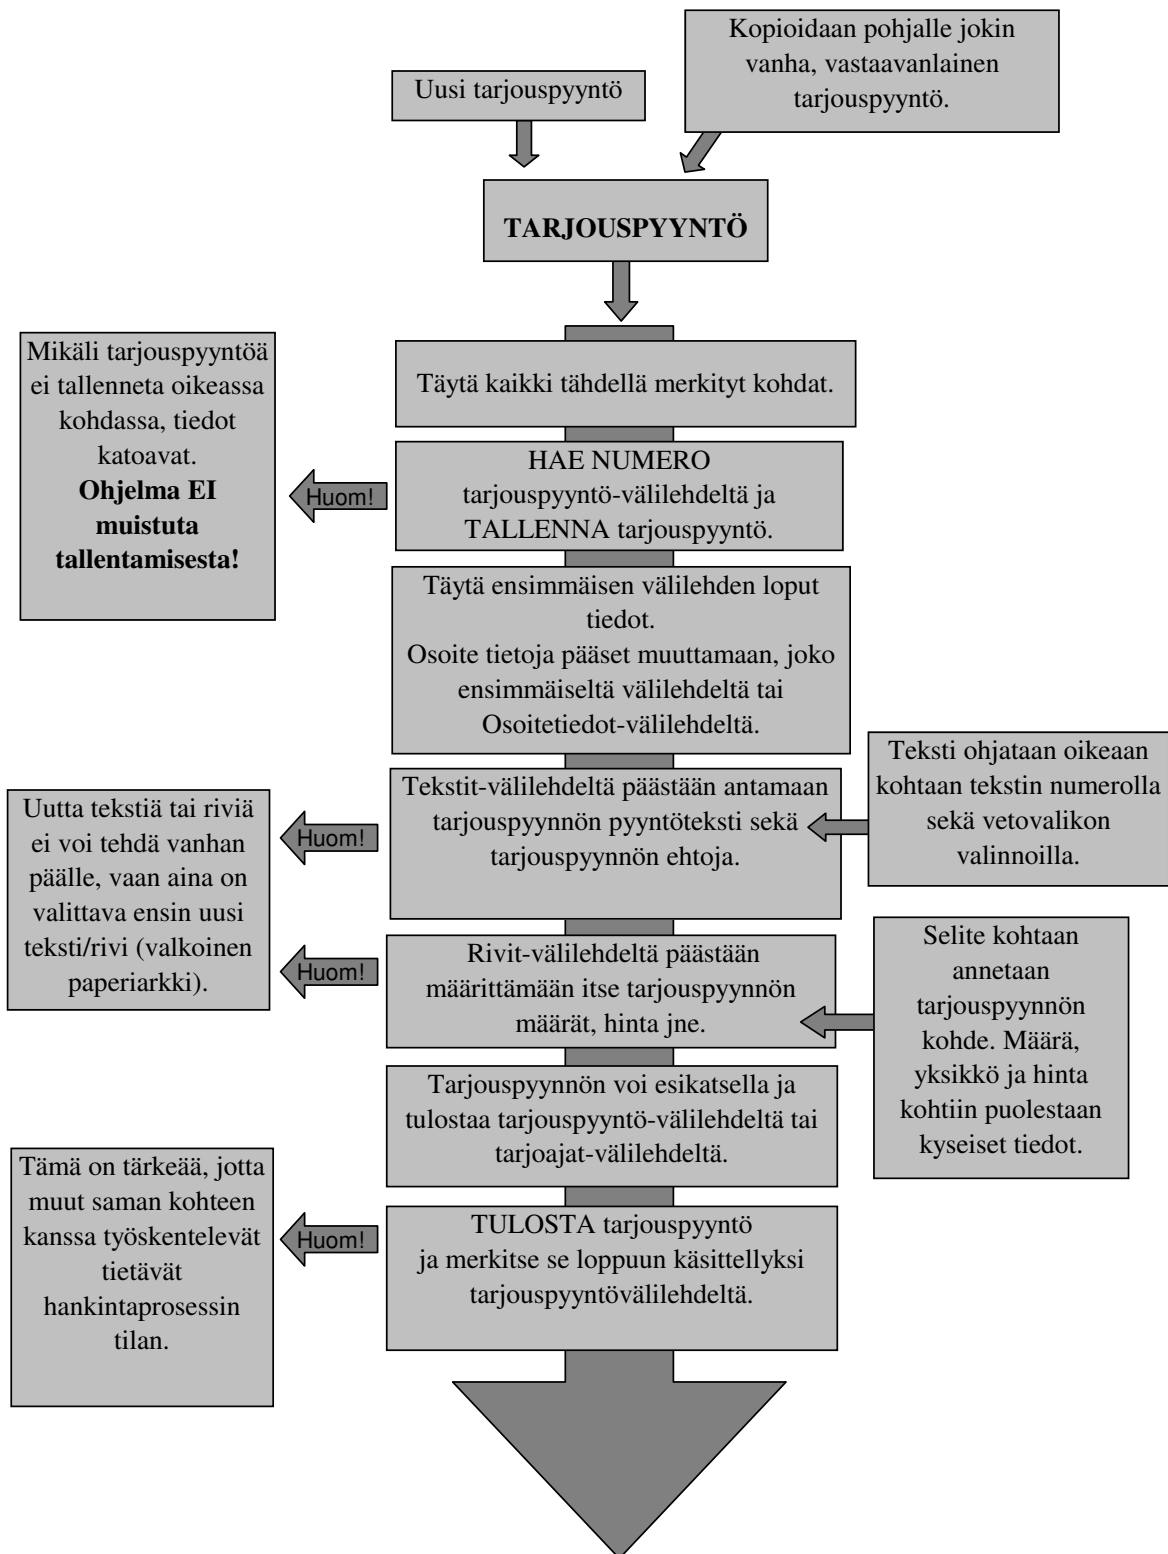 Kopioidaan pohjalle jokin
vanha, vastaavanlainen
tarjouspyyntö.
Uusi tarjouspyyntö
TARJOUSPYYNTÖ
Täytä kaikki tähdellä merkityt kohdat.
Mikäli tarjouspyyntöä
ei tallenneta oikeassa
kohdassa, tiedot
katoavat.
Ohjelma EI
muistuta
tallentamisesta!
Huom!
HAE NUMERO
tarjouspyyntö-välilehdeltä ja
TALLENNA tarjouspyyntö.
Täytä ensimmäisen välilehden loput
tiedot.
Osoite tietoja pääset muuttamaan, joko
ensimmäiseltä välilehdeltä tai
Osoitetiedot-välilehdeltä.
Teksti ohjataan oikeaan
kohtaan tekstin numerolla
sekä vetovalikon
valinnoilla.
Tekstit-välilehdeltä päästään antamaan
tarjouspyynnön pyyntöteksti sekä
tarjouspyynnön ehtoja.
Huom!
Uutta tekstiä tai riviä
ei voi tehdä vanhan
päälle, vaan aina on
valittava ensin uusi
teksti/rivi (valkoinen
paperiarkki).
Huom!
Rivit-välilehdeltä päästään
määrittämään itse tarjouspyynnön
määrät, hinta jne.
Selite kohtaan
annetaan
tarjouspyynnön
kohde. Määrä,
yksikkö ja hinta
kohtiin puolestaan
kyseiset tiedot.
Tarjouspyynnön voi esikatsella ja
tulostaa tarjouspyyntö-välilehdeltä tai
tarjoajat-välilehdeltä.
Tämä on tärkeää, jotta
muut saman kohteen
kanssa työskentelevät
tietävät
hankintaprosessin
tilan.
Huom!
TULOSTA tarjouspyyntö
ja merkitse se loppuun käsittellyksi
tarjouspyyntövälilehdeltä.